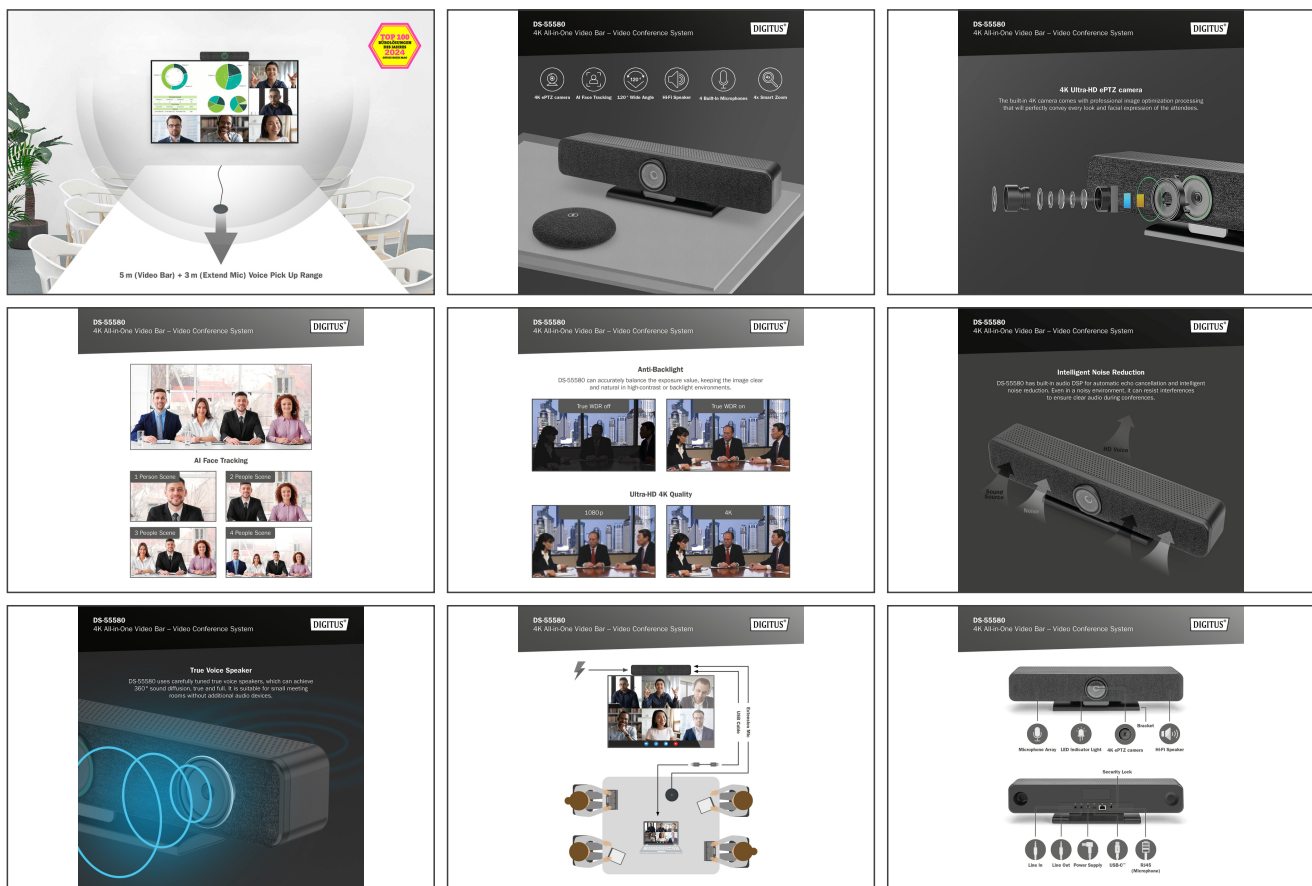 TOP 100
BÜROLÖSUNGEN
DES JAHRES
2024
5 m (Video Bar) + 3 m (Extend Mic) Voice Pick Up Range
DS-55580
4K All-in-One Video Bar – Video Conference System
DIGITUS®
4K ePTZ camera
AI Face Tracking
120°
120° Wide Angle
Hi-Fi Speaker
4 Built-In Microphones
4x Smart Zoom
DS-55580
4K All-in-One Video Bar – Video Conference System
DIGITUS®
4K Ultra-HD ePTZ camera
The built-in 4K camera comes with professional image optimization processing
that will perfectly convey every look and facial expression of the attendees.
DS-55580
4K All-in-One Video Bar – Video Conference System
DIGITUS®
AI Face Tracking
1 Person Scene
2 People Scene
3 People Scene
4 People Scene
DS-55580
4K All-in-One Video Bar – Video Conference System
DIGITUS®
Anti-Backlight
DS-55580 can accurately balance the exposure value, keeping the image clear
and natural in high-contrast or backlight environments.
True WDR off
True WDR on
Ultra-HD 4K Quality
1080p
4K
DS-55580
4K All-in-One Video Bar – Video Conference System
DIGITUS®
Intelligent Noise Reduction
DS-55580 has built-in audio DSP for automatic echo cancellation and intelligent
noise reduction. Even in a noisy environment, it can resist interferences
to ensure clear audio during conferences.
HD Voice
Sound
Source
Noise
DS-55580
4K All-in-One Video Bar – Video Conference System
DIGITUS®
True Voice Speaker
DS-55580 uses carefully tuned true voice speakers, which can achieve
360° sound diffusion, true and full. It is suitable for small meeting
rooms without additional audio devices.
DS-55580
4K All-in-One Video Bar – Video Conference System
DIGITUS®
USB Cable
Extension Mic
DS-55580
4K All-in-One Video Bar – Video Conference System
DIGITUS®
Bracket
Microphone Array
LED Indicator Light
4K ePTZ camera
Hi-Fi Speaker
Security Lock
Line In
Line Out
Power Supply
USB-C™
RJ45
(Microphone)